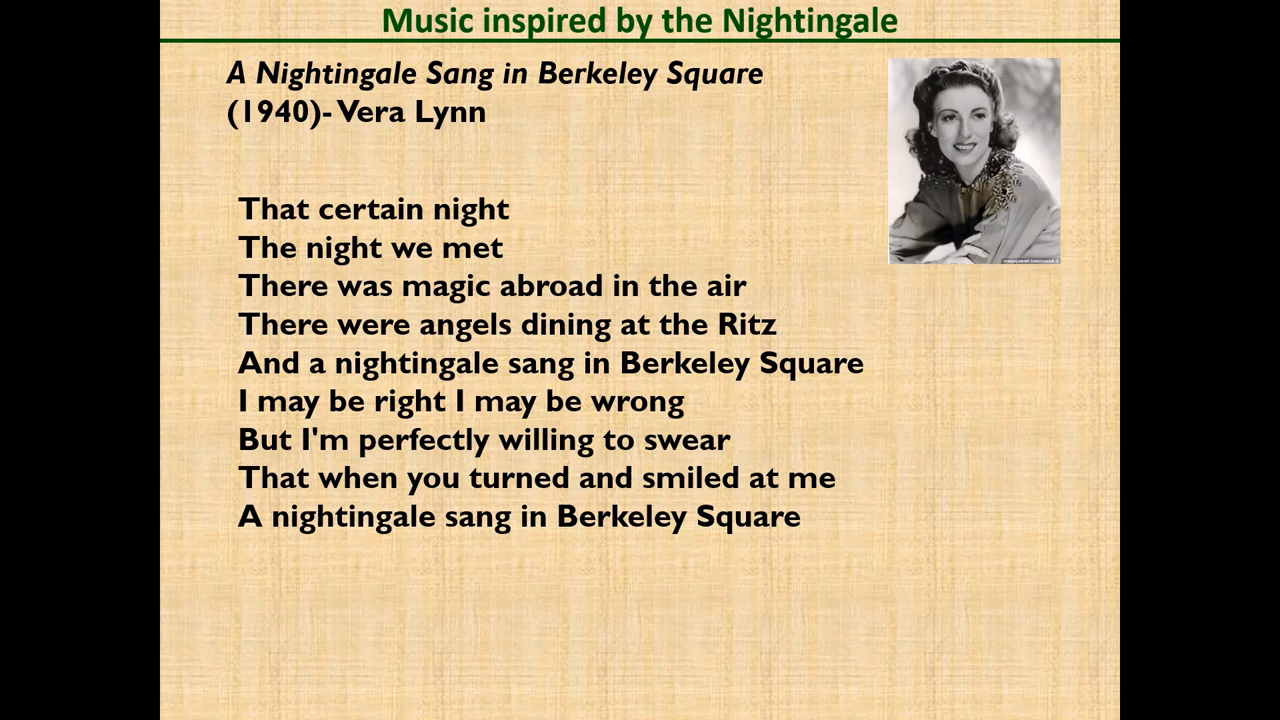 Music inspired by the Nightingale
A Nightingale Sang in Berkeley Square
(1940)- Vera Lynn
That certain night
The night we met
There was magic abroad in the air
There were angels dining at the Ritz
And a nightingale sang in Berkeley Square
I may be right I may be wrong
But I'm perfectly willing to swear
That when you turned and smiled at me
A nightingale sang in Berkeley Square